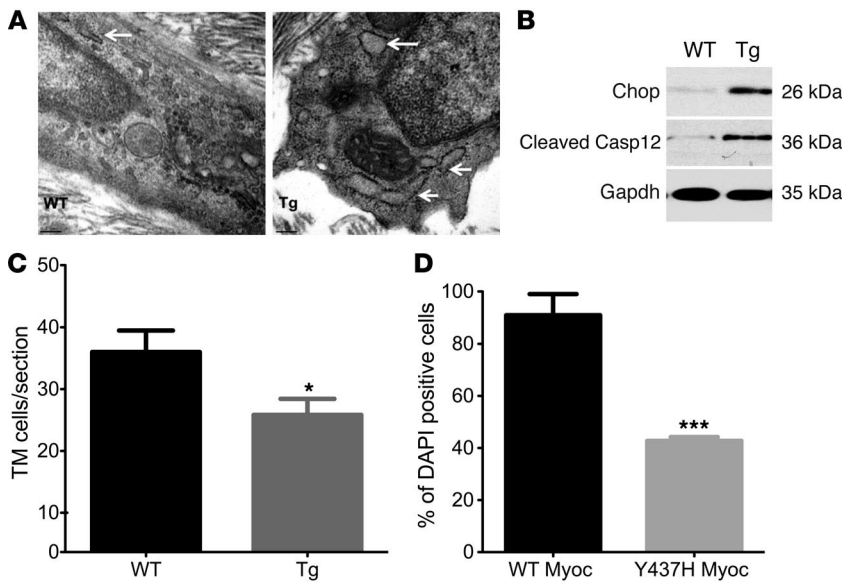 A
WT
Tg
B
WT Tg
Chop 26 kDa
Cleaved Casp12 36 kDa
Gapdh 35 kDa
C
TM cells/section
50
40
30
20
10
0
*
WT Tg
D
% of DAPI positive cells
100
80
60
40
20
0
***
WT Myoc Y437H Myoc